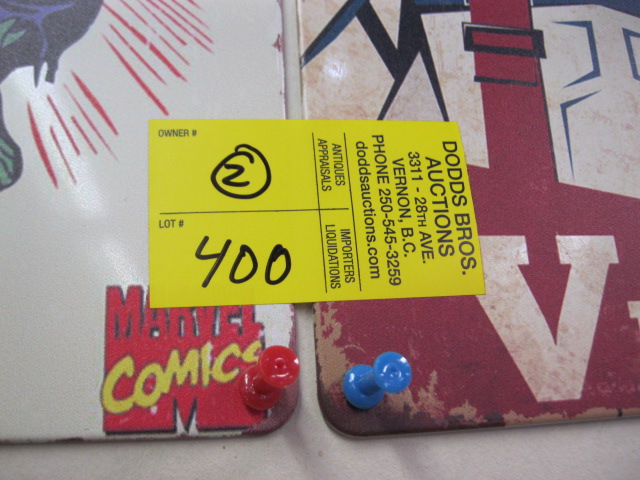 OWNER #
2
LOT #
400
ANTIQUES
APPRAISALS
IMPORTERS
LIQUIDATIONS
DODDS BROS.
AUCTIONS
3311 - 28TH AVE.
VERNON, B.C.
PHONE 250-545-3259
doddsauctions.com
MARVEL
COMICS
M
V